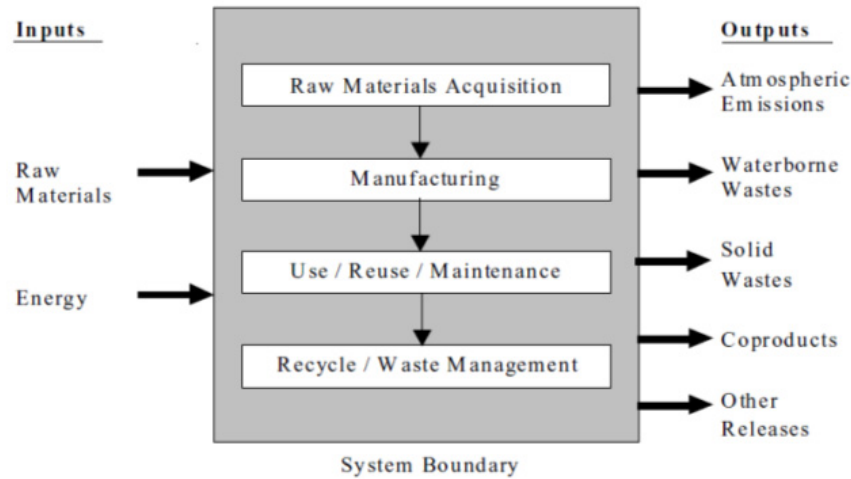 Inputs
Raw
Materials
Energy
Raw Materials Acquisition
Manufacturing
Use / Reuse / Maintenance
Recycle / Waste Management
System Boundary
Outputs
Atmospheric
Emissions
Waterborne
Wastes
Solid
Wastes
Coproducts
Other
Releases